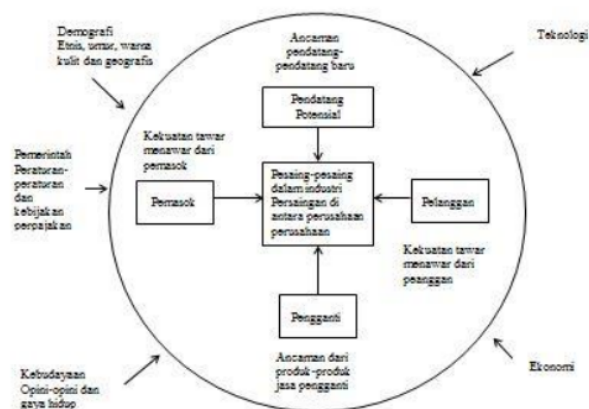 Demografi
Etnis, umur, warna
kulit dan geografis
Ancaman
pendatang-
pendatang baru
Teknologi
Pendatang
Potensial
Kekuatan tawar
menawar dari
pemasok
Pemerintah
Peraturan-
peraturan
dan
kebijakan
perpajakan
Pemasok
Pesaing-pesaing
dalam industri
Persaingan di
antara perusahaan
perusahaan
Pelanggan
Kekuatan tawar
menawar dari
peanggan
Pengganti
Ancaman dari
produk-produk
jasa pengganti
Kebudayaan
Opini-opini dan
gaya hidup
Ekonomi